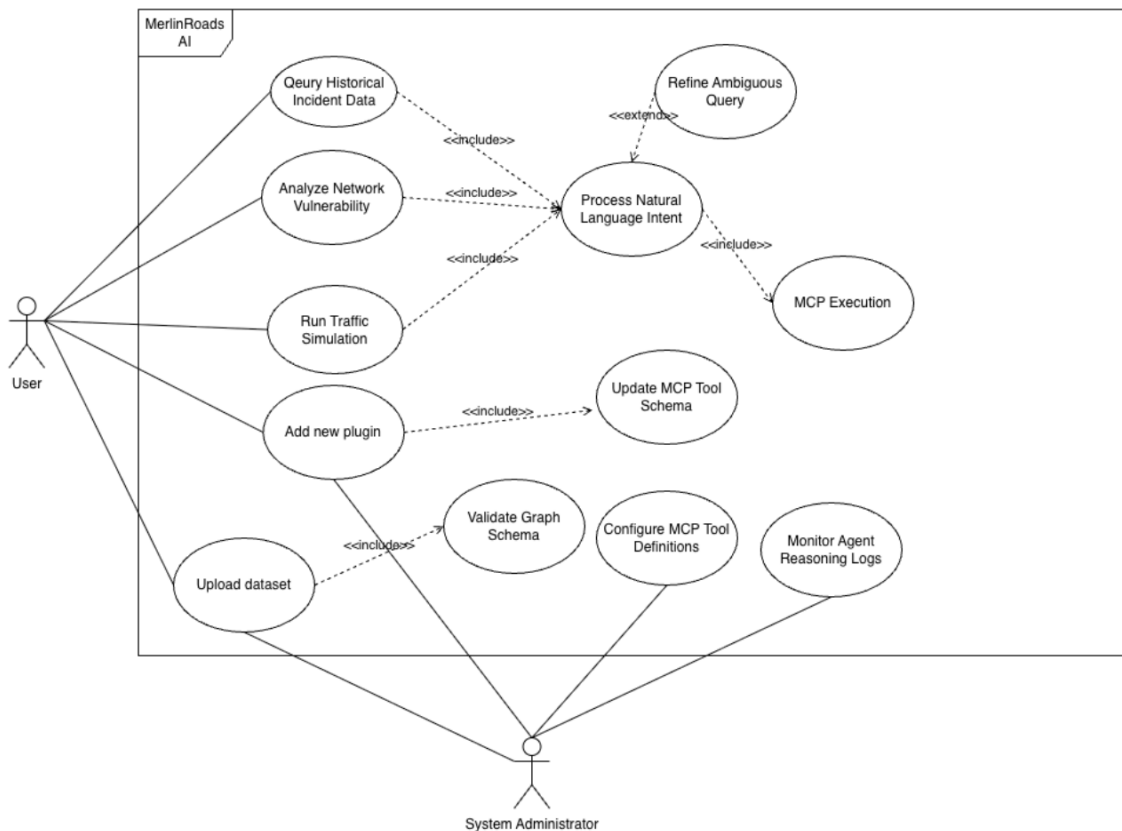 MerlinRoads
AI
Qeury Historical
Incident Data
Refine Ambiguous
Query
<<extend>>
<<include>>
Analyze Network
Vulnerability
<<include>>
Process Natural
Language Intent
<<include>>
<<include>>
MCP Execution
Run Traffic
Simulation
User
Update MCP Tool
Schema
<<include>>
Add new plugin
Validate Graph
Schema
Configure MCP Tool
Definitions
Monitor Agent
Reasoning Logs
<<include>>
Upload dataset
System Administrator